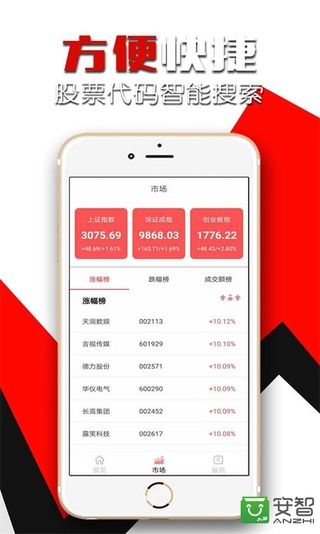 方便快捷
股票代码智能搜索
市场
上证指数 深证成指 创业板指
3075.69 9868.03 1776.22
+48.69/+1.61% +163.71/+1.69% +48.42/+2.80%
涨幅榜 跌幅榜 成交额榜
涨幅榜
天润数娱 002113 +10.12%
吉视传媒 601929 +10.10%
德力股份 002571 +10.09%
华仪电气 600290 +10.09%
长高集团 002452 +10.09%
露笑科技 002617 +10.08%
首页 市场 资讯
安智
ANZHI